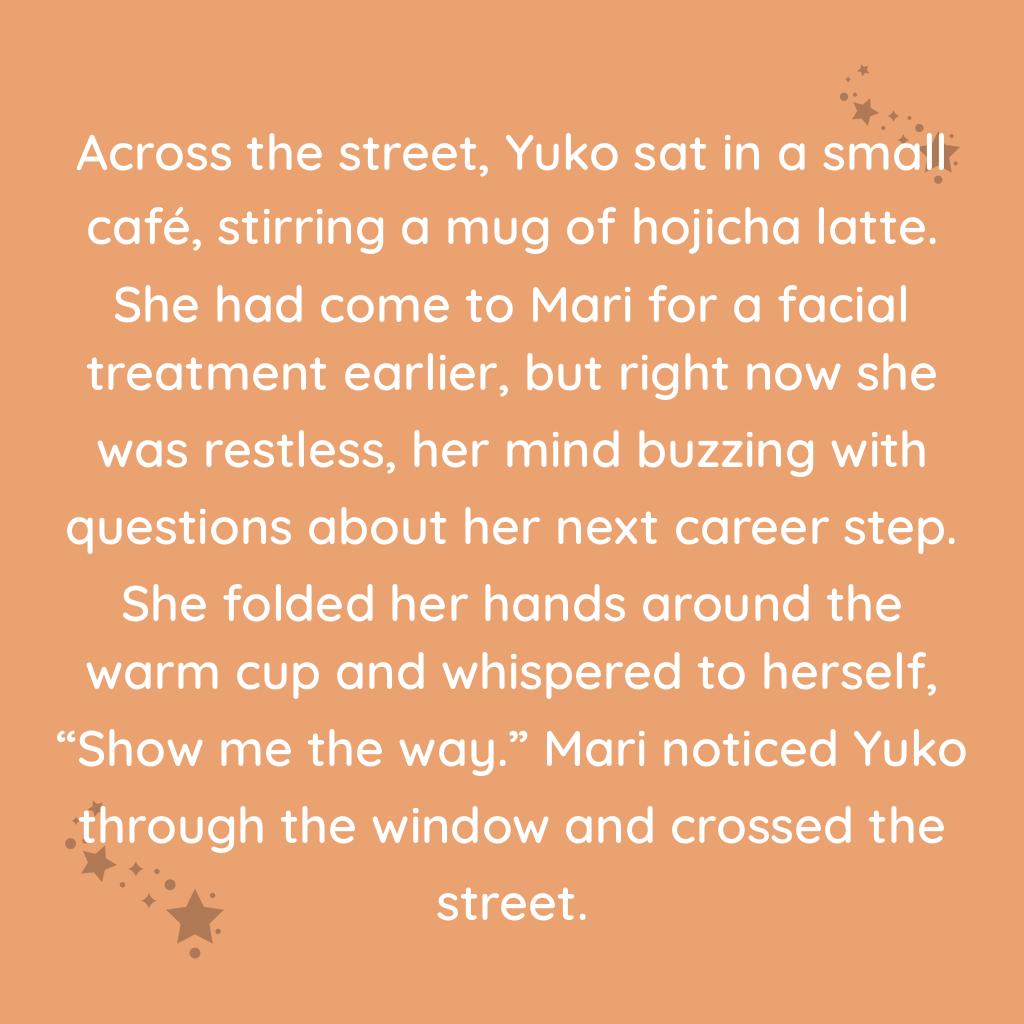 Across the street, Yuko sat in a small
café, stirring a mug of hojicha latte.
She had come to Mari for a facial
treatment earlier, but right now she
was restless, her mind buzzing with
questions about her next career step.
She folded her hands around the
warm cup and whispered to herself,
“Show me the way.” Mari noticed Yuko
through the window and crossed the
street.